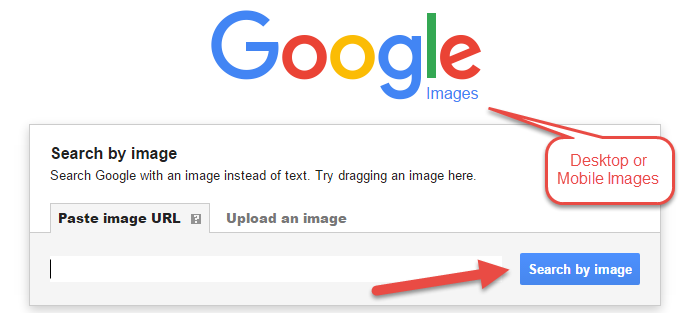 Google
Images
Desktop or
Mobile Images
Search by image
Search Google with an image instead of text. Try dragging an image here.
Paste image URL ?
Upload an image
Search by image